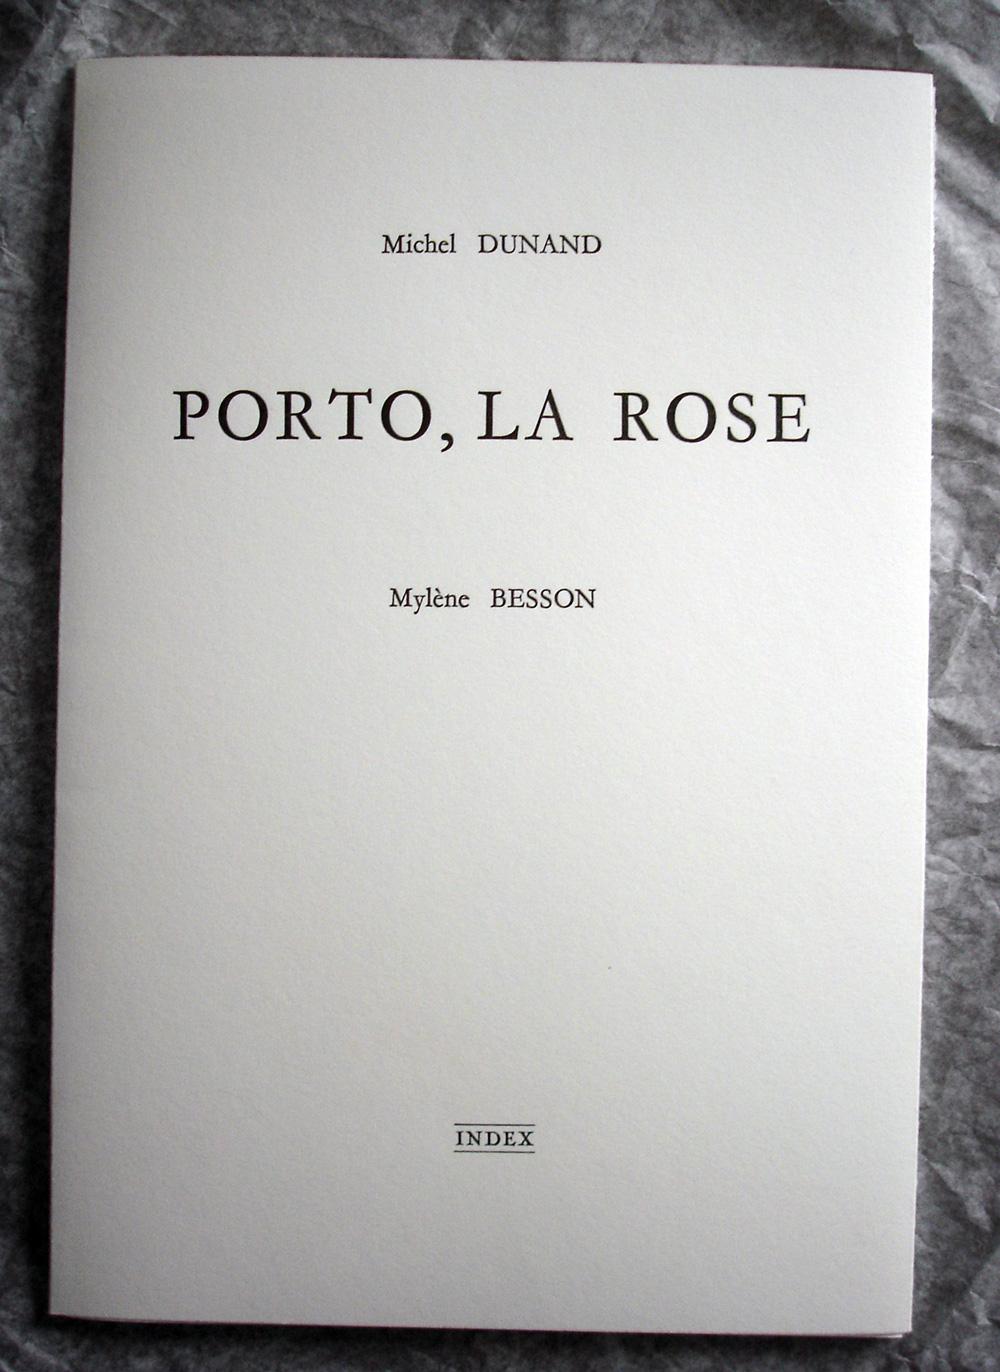 Michel DUNAND
PORTO, LA ROSE
Mylène BESSON
INDEX